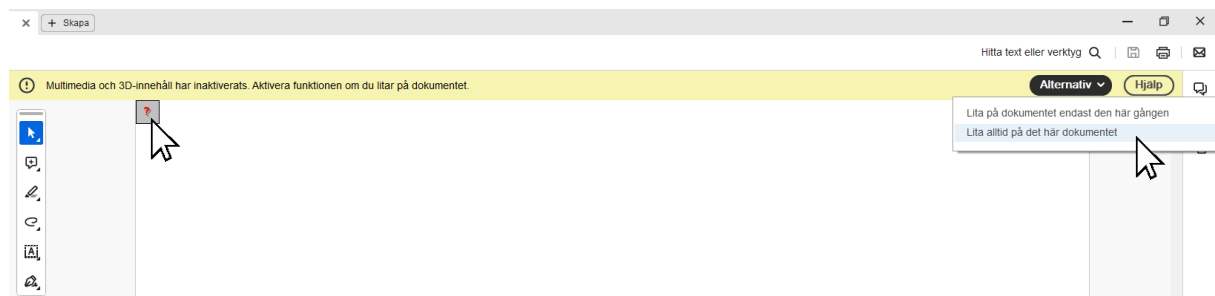 + Skapa
Hitta text eller verktyg
Multimedia och 3D-innehåll har inaktiverats. Aktivera funktionen om du litar på dokumentet.
Alternativ
Hjälp
?
Lita på dokumentet endast den här gången
Lita alltid på det här dokumentet
A